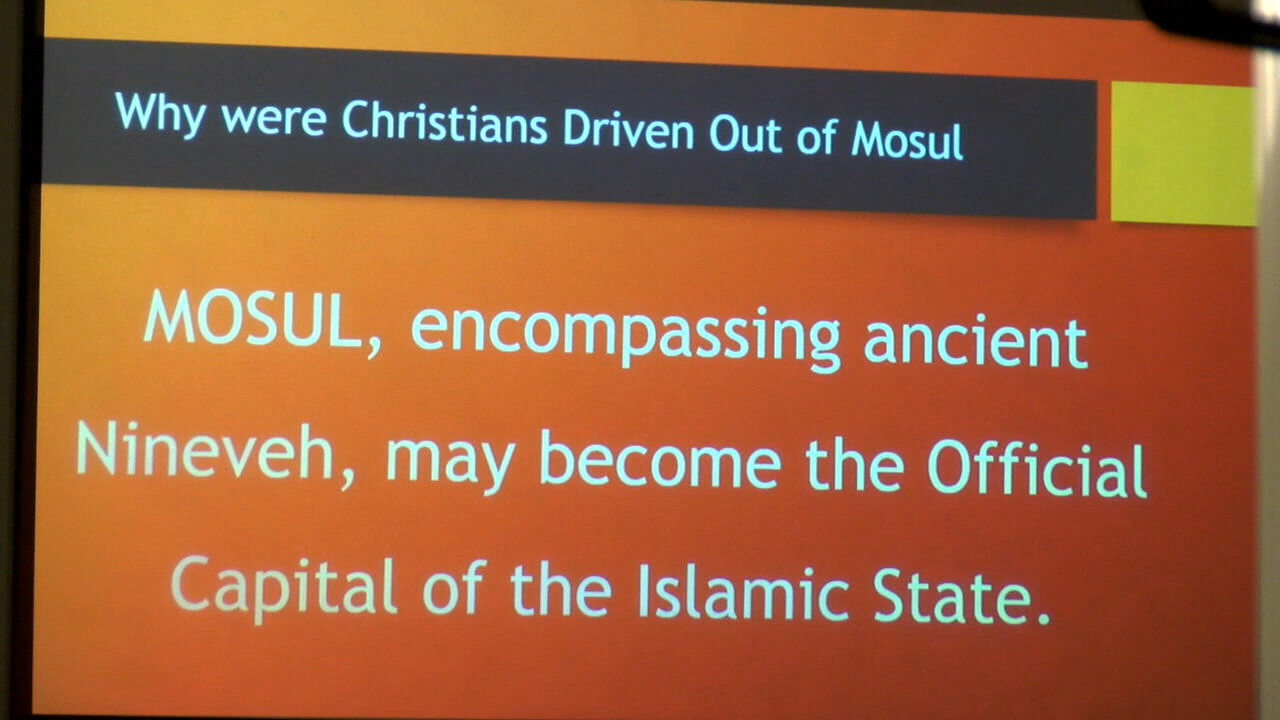 Why were Christians Driven Out of Mosul
MOSUL, encompassing ancient
Nineveh, may become the Official
Capital of the Islamic State.